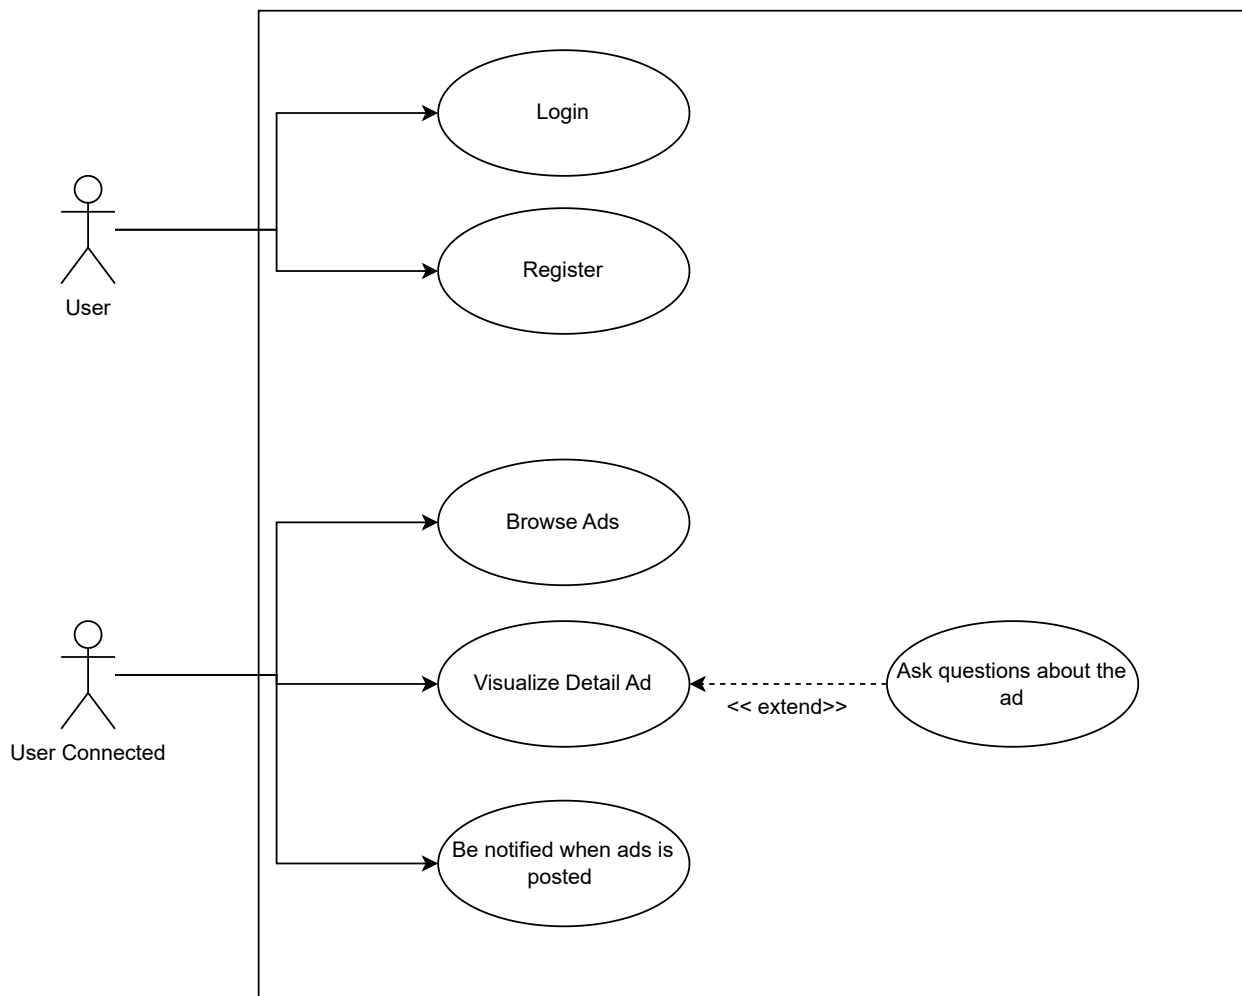 Login
Register
User
Browse Ads
Visualize Detail Ad
<< extend>>
Ask questions about the
ad
User Connected
Be notified when ads is
posted